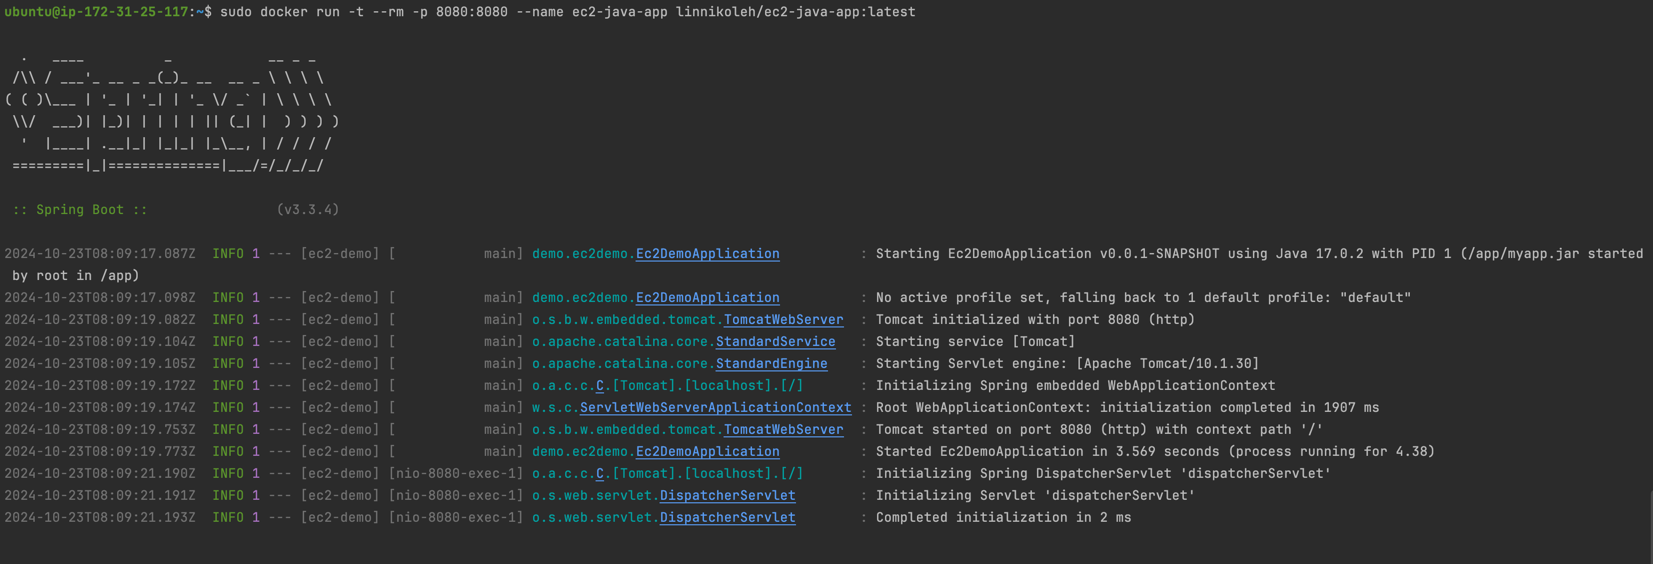 ubuntu@ip-172-31-25-117:~$ sudo docker run -t --rm -p 8080:8080 --name ec2-java-app linnikoleh/ec2-java-app:latest

  .   ____          _            __ _ _
 /\\ / ___'_ __ _ _(_)_ __  __ _ \ \ \ \
( ( )\___ | '_ | '_| | '_ \/ _` | \ \ \ \
 \\/  ___)| |_)| | | | | || (_| |  ) ) ) )
  '  |____| .__|_| |_|_| |_\__, | / / / /
 =========|_|==============|___/=/_/_/_/

 :: Spring Boot ::                (v3.3.4)

2024-10-23T08:09:17.087Z  INFO 1 --- [ec2-demo] [           main] demo.ec2demo.Ec2DemoApplication          : Starting Ec2DemoApplication v0.0.1-SNAPSHOT using Java 17.0.2 with PID 1 (/app/myapp.jar started
 by root in /app)
2024-10-23T08:09:17.098Z  INFO 1 --- [ec2-demo] [           main] demo.ec2demo.Ec2DemoApplication          : No active profile set, falling back to 1 default profile: "default"
2024-10-23T08:09:19.082Z  INFO 1 --- [ec2-demo] [           main] o.s.b.w.embedded.tomcat.TomcatWebServer  : Tomcat initialized with port 8080 (http)
2024-10-23T08:09:19.104Z  INFO 1 --- [ec2-demo] [           main] o.apache.catalina.core.StandardService   : Starting service [Tomcat]
2024-10-23T08:09:19.105Z  INFO 1 --- [ec2-demo] [           main] o.apache.catalina.core.StandardEngine    : Starting Servlet engine: [Apache Tomcat/10.1.30]
2024-10-23T08:09:19.172Z  INFO 1 --- [ec2-demo] [           main] o.a.c.c.C.[Tomcat].[localhost].[/]       : Initializing Spring embedded WebApplicationContext
2024-10-23T08:09:19.174Z  INFO 1 --- [ec2-demo] [           main] w.s.c.ServletWebServerApplicationContext : Root WebApplicationContext: initialization completed in 1907 ms
2024-10-23T08:09:19.753Z  INFO 1 --- [ec2-demo] [           main] o.s.b.w.embedded.tomcat.TomcatWebServer  : Tomcat started on port 8080 (http) with context path '/'
2024-10-23T08:09:19.773Z  INFO 1 --- [ec2-demo] [           main] demo.ec2demo.Ec2DemoApplication          : Started Ec2DemoApplication in 3.569 seconds (process running for 4.38)
2024-10-23T08:09:21.190Z  INFO 1 --- [ec2-demo] [nio-8080-exec-1] o.a.c.c.C.[Tomcat].[localhost].[/]       : Initializing Spring DispatcherServlet 'dispatcherServlet'
2024-10-23T08:09:21.191Z  INFO 1 --- [ec2-demo] [nio-8080-exec-1] o.s.web.servlet.DispatcherServlet        : Initializing Servlet 'dispatcherServlet'
2024-10-23T08:09:21.193Z  INFO 1 --- [ec2-demo] [nio-8080-exec-1] o.s.web.servlet.DispatcherServlet        : Completed initialization in 2 ms